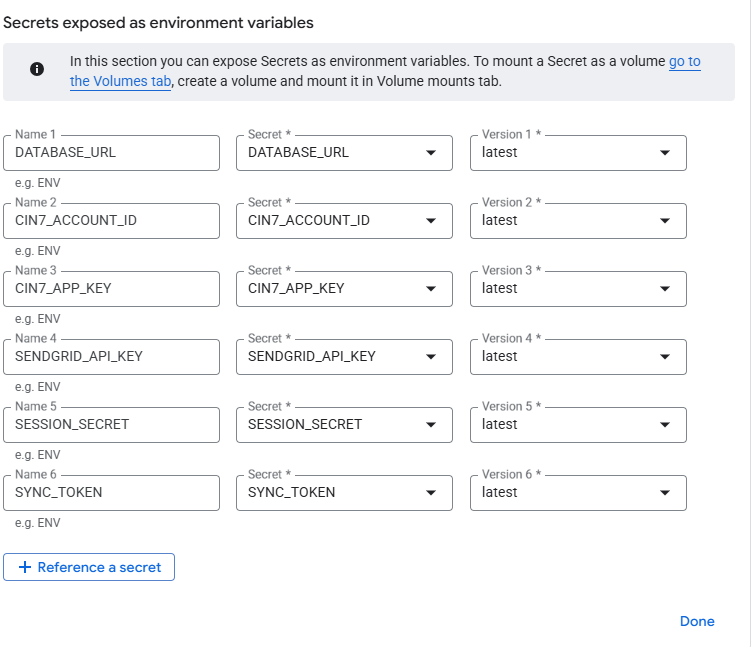 Secrets exposed as environment variables
In this section you can expose Secrets as environment variables. To mount a Secret as a volume go to
the Volumes tab, create a volume and mount it in Volume mounts tab.
Name 1 Secret * Version 1 *
DATABASE_URL DATABASE_URL latest
e.g. ENV
Name 2 Secret * Version 2 *
CIN7_ACCOUNT_ID CIN7_ACCOUNT_ID latest
e.g. ENV
Name 3 Secret * Version 3 *
CIN7_APP_KEY CIN7_APP_KEY latest
e.g. ENV
Name 4 Secret * Version 4 *
SENDGRID_API_KEY SENDGRID_API_KEY latest
e.g. ENV
Name 5 Secret * Version 5 *
SESSION_SECRET SESSION_SECRET latest
e.g. ENV
Name 6 Secret * Version 6 *
SYNC_TOKEN SYNC_TOKEN latest
e.g. ENV
+ Reference a secret
Done